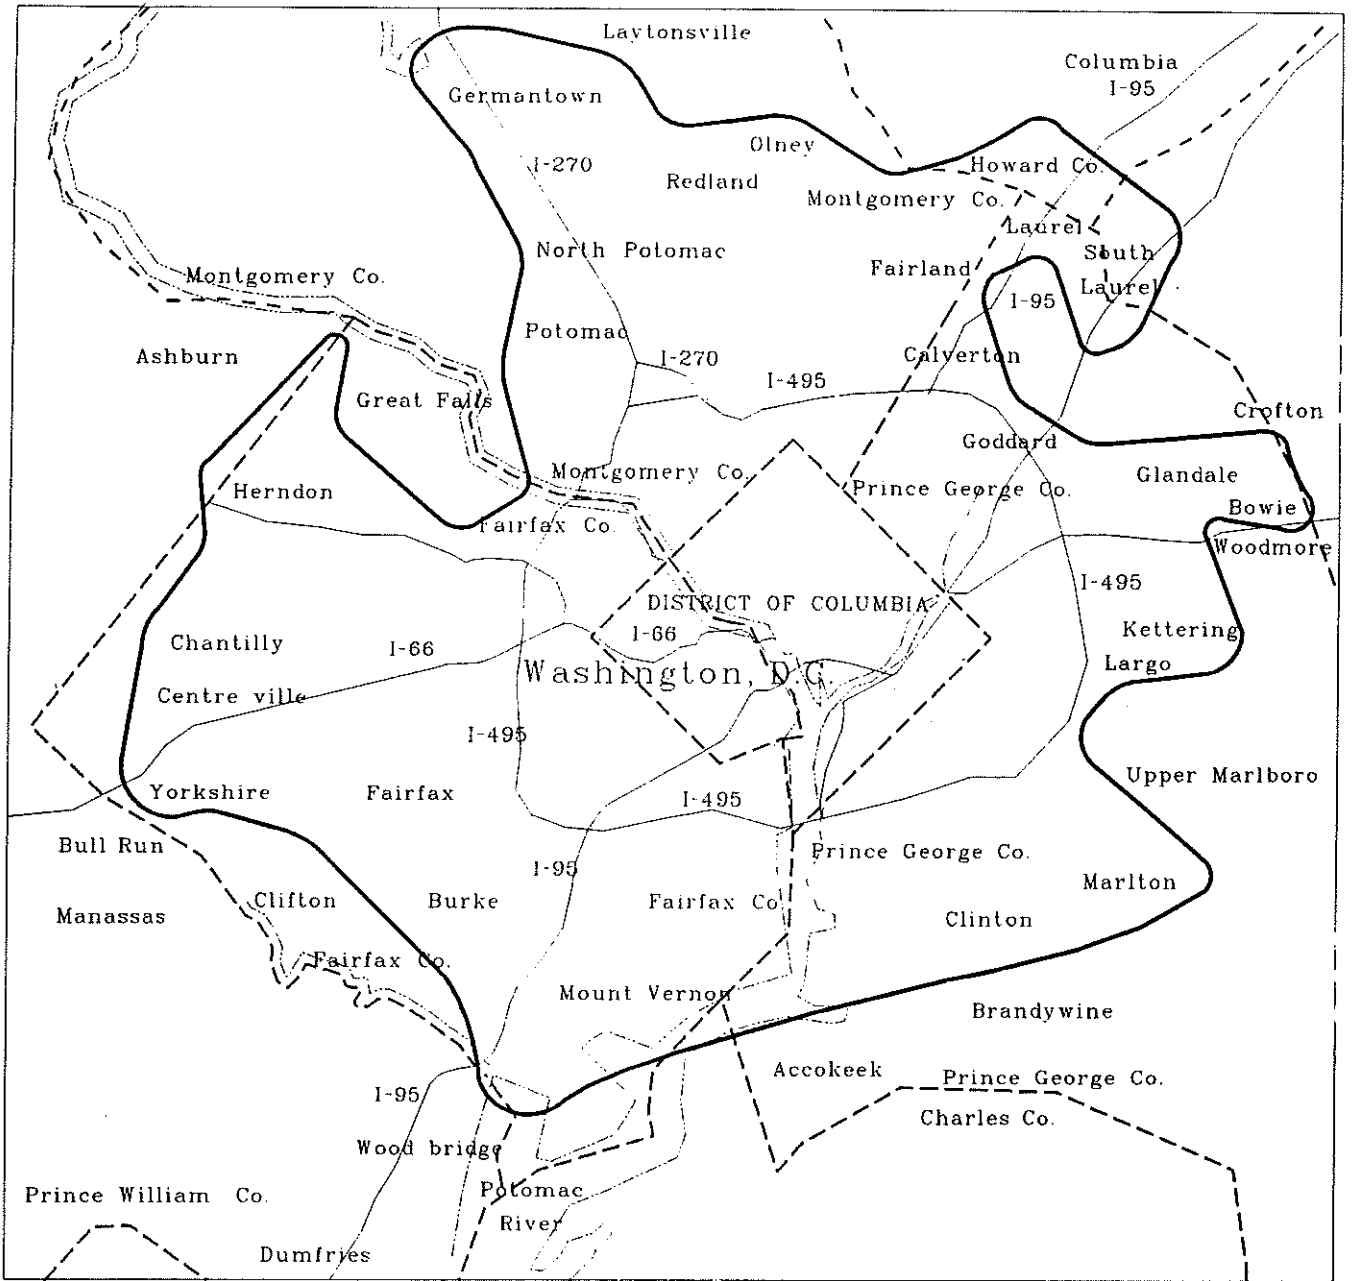 Laytonsville
Columbia
I-95
Germantown
Olney
I-270
Redland
Howard Co.
Montgomery Co.
Laurel
North Potomac
South
Laurel
Fairland
Montgomery Co.
I-95
Potomac
Ashburn
I-270
Calverton
I-495
Great Falls
Crofton
Goddard
Montgomery Co.
Glandale
Herndon
Prince George Co.
Bowie
Fairfax Co.
Woodmore
I-495
DISTRICT OF COLUMBIA
Kettering
I-66
Chantilly
I-66
Largo
Washington, D.C.
Centre ville
I-495
Upper Marlboro
Yorkshire
Fairfax
I-495
Bull Run
Prince George Co.
I-95
Marlton
Clifton
Burke
Fairfax Co
Manassas
Clinton
Fairfax Co.
Mount Vernon
Brandywine
Accokeek
Prince George Co.
I-95
Charles Co.
Wood bridge
Potomac
River
Prince William Co.
Dumfries